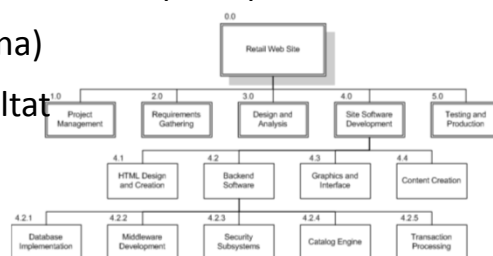 0.0
Retail Web Site
na)
ltat
1.0
Project
Management
2.0
Requirements
Gathering
3.0
Design and
Analysis
4.0
Site Software
Development
5.0
Testing and
Production
4.1
HTML Design
and Creation
4.2
Backend
Software
4.3
Graphics and
Interface
4.4
Content Creation
4.2.1
Database
Implementation
4.2.2
Middleware
Development
4.2.3
Security
Subsystems
4.2.4
Catalog Engine
4.2.5
Transaction
Processing